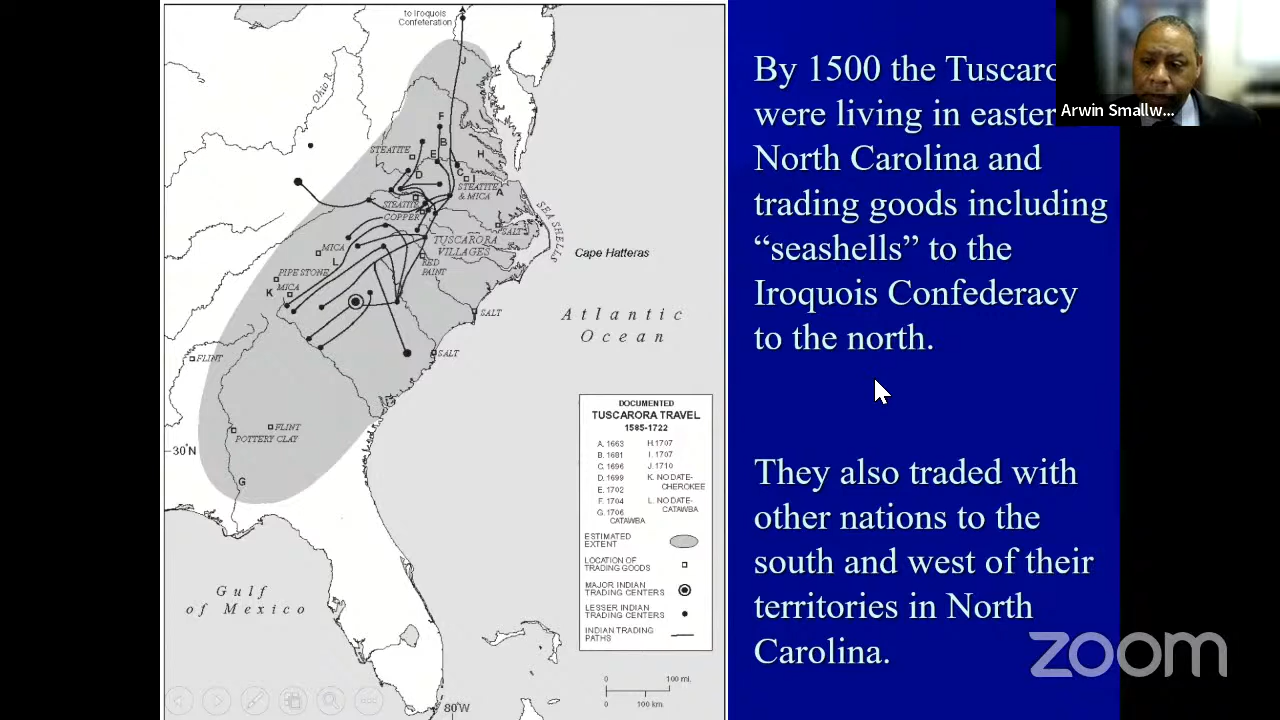 to Iroquois
Confederation
Ohio R.
J
F
STEATITE
B
E
H
D
C
I
STEATITE
& MICA
A
STEATITE
COPPER
SEA SHELLS
SALT
TUSCARORA
VILLAGES
MICA
L
RED
PAINT
Cape Hatteras
PIPE STONE
MICA
K
SALT
Atlantic
Ocean
FLINT
SALT
FLINT
POTTERY CLAY
30°N
G
Gulf
of Mexico
80°W
DOCUMENTED
TUSCARORA TRAVEL
1585-1722
A. 1663
B. 1681
C. 1696
D. 1699
E. 1702
F. 1704
G. 1706
CATAWBA
H. 1707
I. 1707
J. 1710
K. NO DATE-
CHEROKEE
L. NO DATE-
CATAWBA
ESTIMATED
EXTENT
LOCATION OF
TRADING GOODS
MAJOR INDIAN
TRADING CENTERS
LESSER INDIAN
TRADING CENTERS
INDIAN TRADING
PATHS
0 100 mi.
0 100 km.
By 1500 the Tuscaro
were living in easter
North Carolina and
trading goods including
“seashells” to the
Iroquois Confederacy
to the north.
They also traded with
other nations to the
south and west of their
territories in North
Carolina.
Arwin Smallw...
zoom